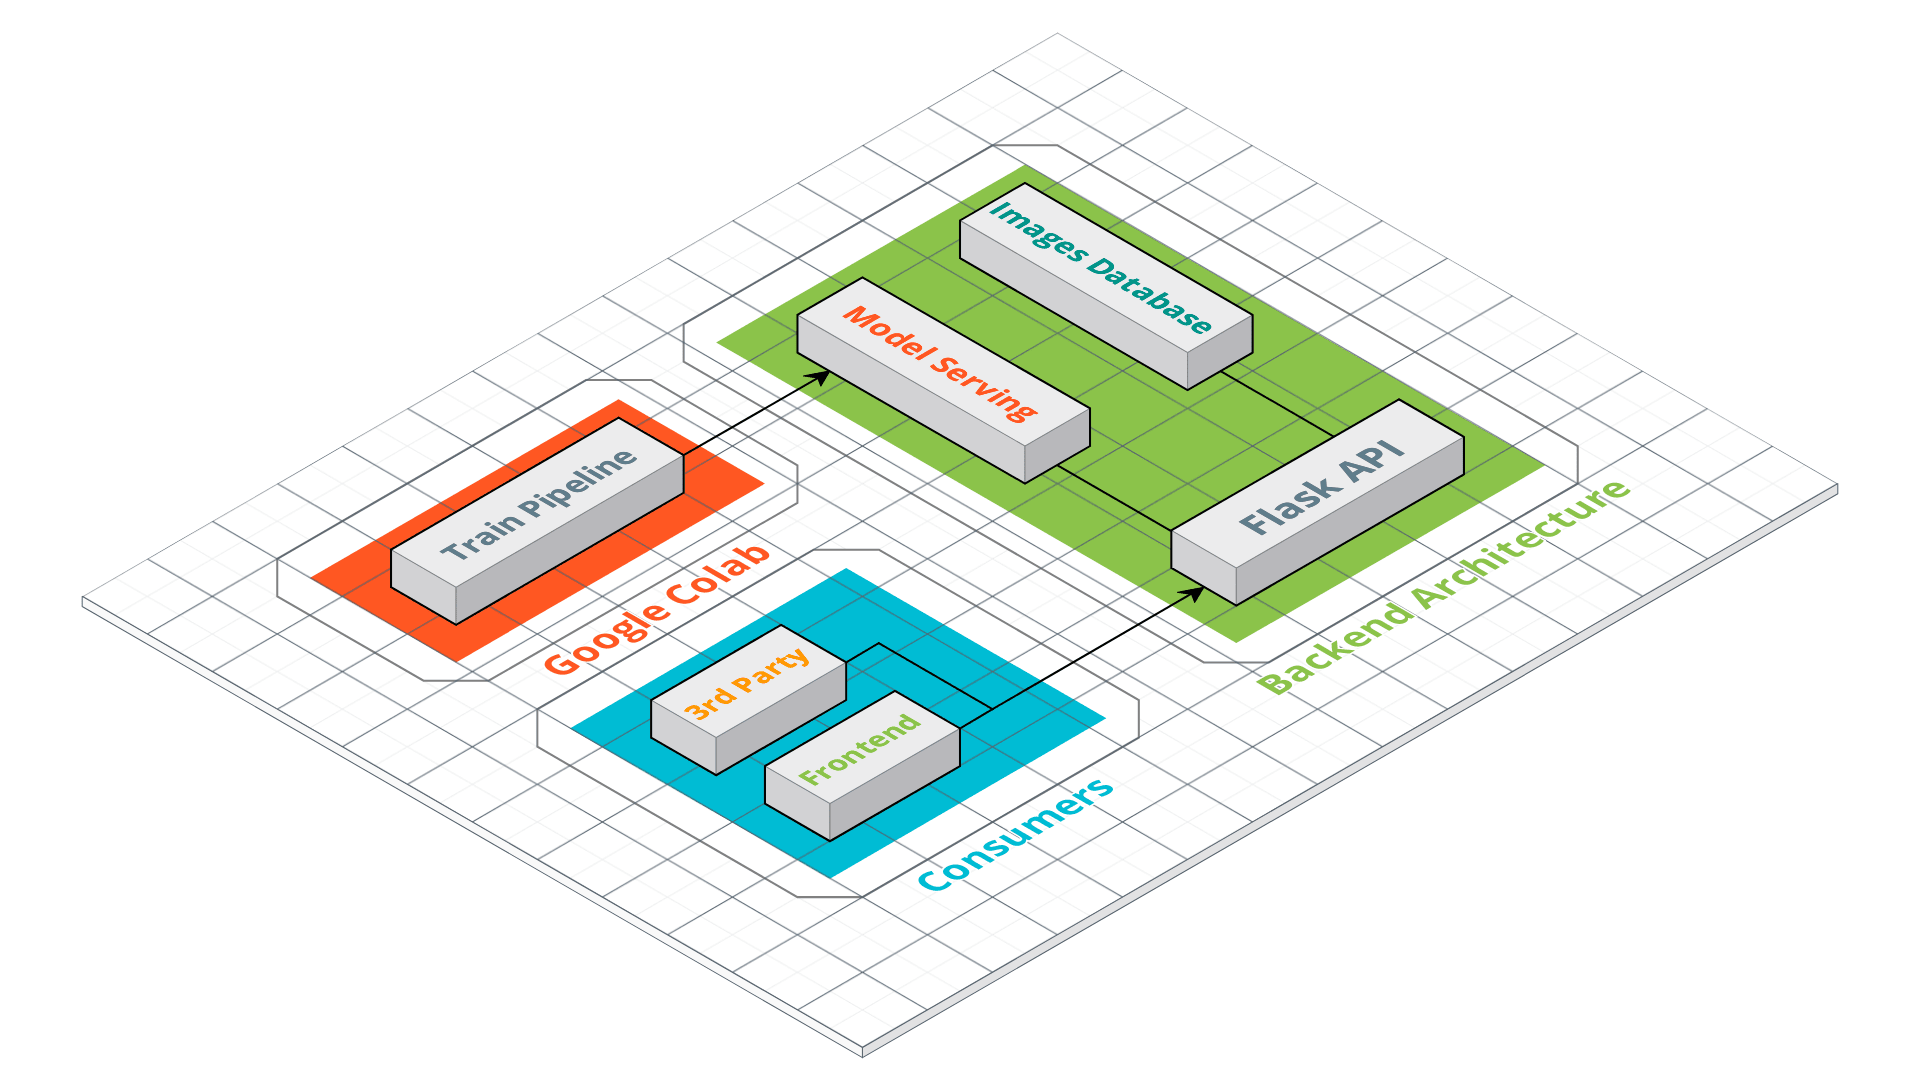 Images Database
Model Serving
Flask API
Backend Architecture
Train Pipeline
Google Colab
3rd Party
Frontend
Consumers